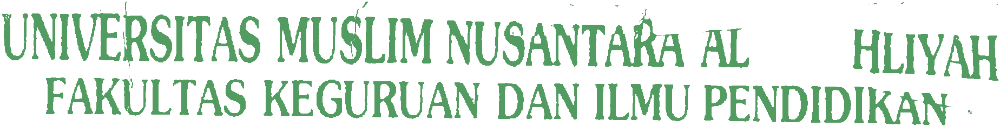 UNIVERSITAS MUSLIM NUSANTARA AL HLIYAH
FAKULTAS KEGURUAN DAN ILMU PENDIDIKAN